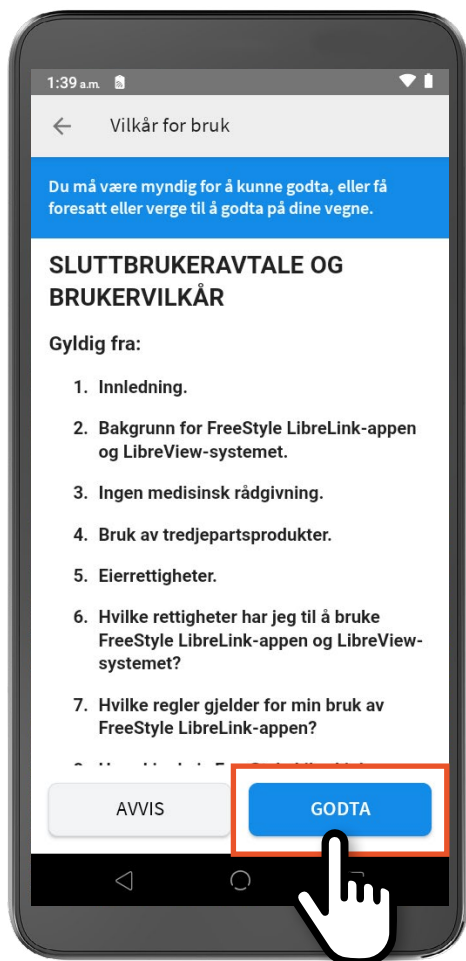 1:39 a.m.
Vilkår for bruk
Du må være myndig for å kunne godta, eller få
foresatt eller verge til å godta på dine vegne.
SLUTTBRUKERAVTALE OG
BRUKERVILKÅR
Gyldig fra:
1. Innledning.
2. Bakgrunn for FreeStyle LibreLink-appen
og LibreView-systemet.
3. Ingen medisinsk rådgivning.
4. Bruk av tredjepartsprodukter.
5. Eierrettigheter.
6. Hvilke rettigheter har jeg til å bruke
FreeStyle LibreLink-appen og LibreView-
systemet?
7. Hvilke regler gjelder for min bruk av
FreeStyle LibreLink-appen?
AVVIS
GODTA